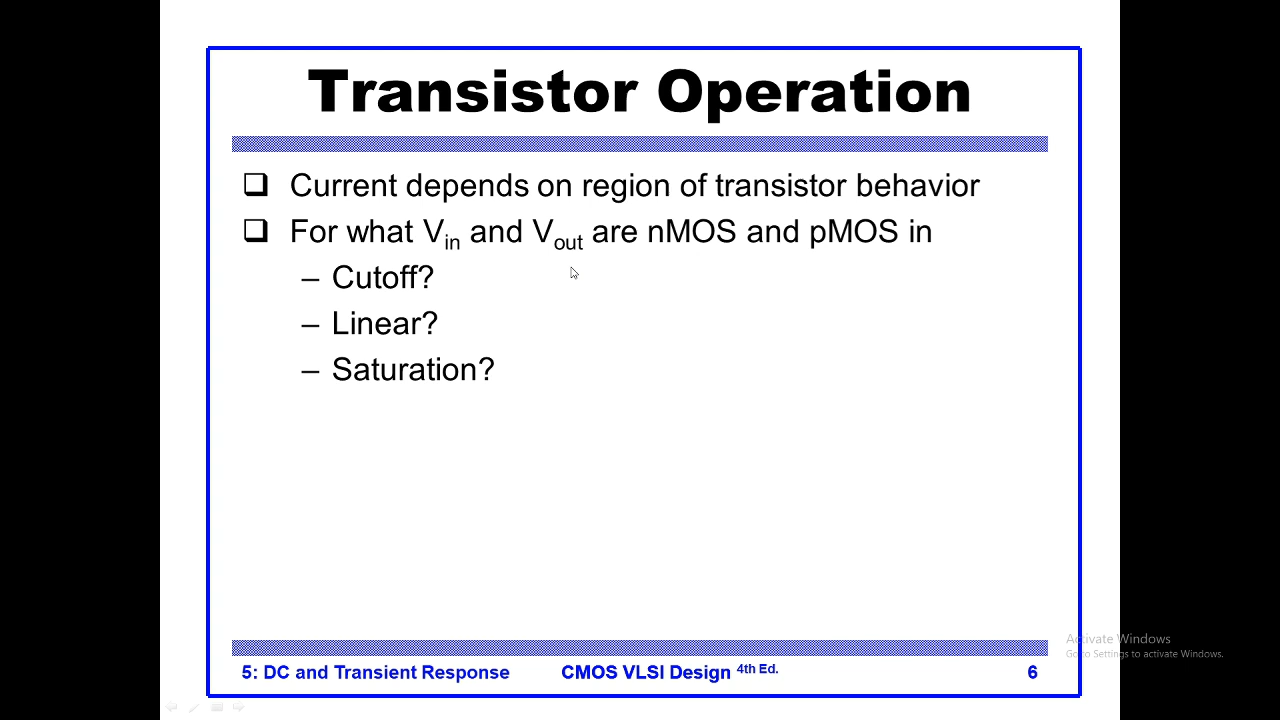 Transistor Operation
❑ Current depends on region of transistor behavior
❑ For what Vin and Vout are nMOS and pMOS in
– Cutoff?
– Linear?
– Saturation?
Activate Windows
Go to Settings to activate Windows.
5: DC and Transient Response CMOS VLSI Design 4th Ed. 6